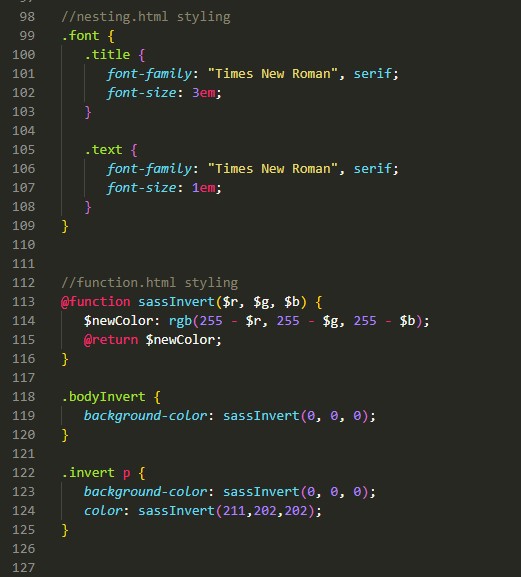 98 //nesting.html styling
99 .font {
100 .title {
101 font-family: "Times New Roman", serif;
102 font-size: 3em;
103 }
104
105 .text {
106 font-family: "Times New Roman", serif;
107 font-size: 1em;
108 }
109 }
110
111
112 //function.html styling
113 @function sassInvert($r, $g, $b) {
114 $newColor: rgb(255 - $r, 255 - $g, 255 - $b);
115 @return $newColor;
116 }
117
118 .bodyInvert {
119 background-color: sassInvert(0, 0, 0);
120 }
121
122 .invert p {
123 background-color: sassInvert(0, 0, 0);
124 color: sassInvert(211,202,202);
125 }
126
127